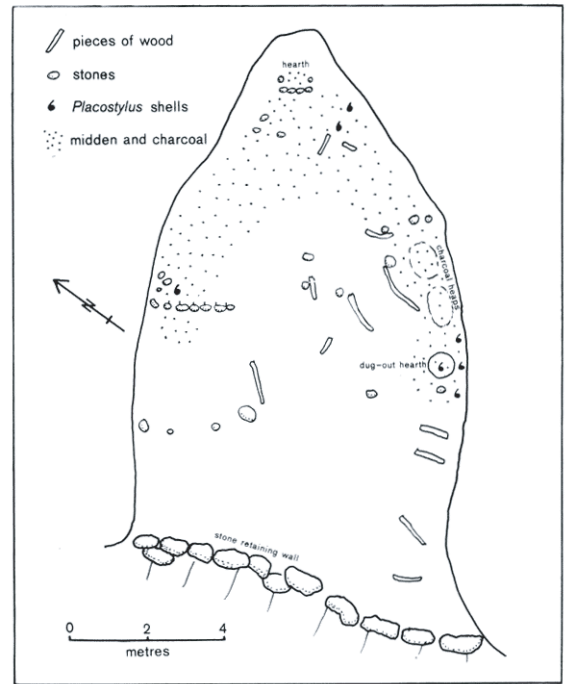 pieces of wood
stones
Placostylus shells
midden and charcoal
hearth
charcoal heaps
N
dug-out hearth
stone retaining wall
0 2 4
metres